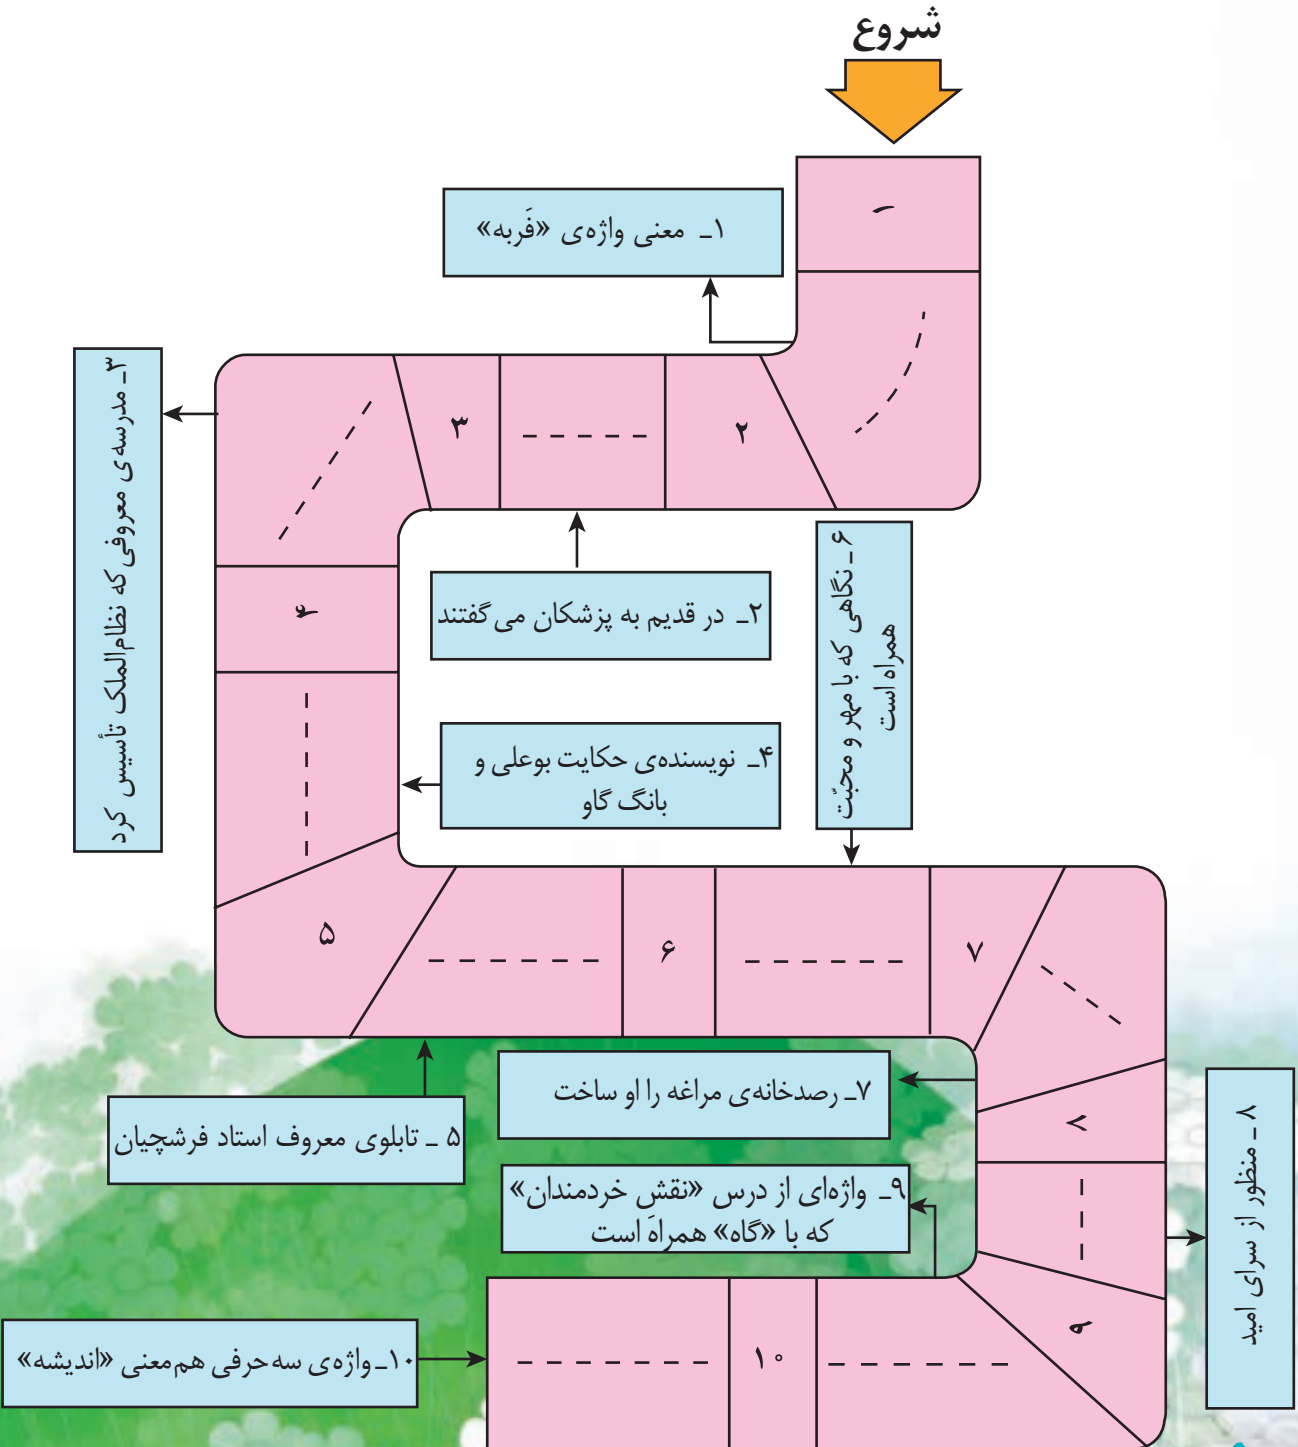 شروع
۱
۱ـ معنی واژه‌ی «فَربه»
۲
۳
۳ـ مدرسه‌ی معروفی که نظام‌الملک تأسیس کرد
۲ـ در قدیم به پزشکان می‌گفتند
۴
۶ـ نگاهی که با مهر و محبّت
همراه است
۴ـ نویسنده‌ی حکایت بوعلی و
بانگ گاو
۵
۶
۷
۵ ـ تابلوی معروف استاد فرشچیان
۷ـ رصدخانه‌ی مراغه را او ساخت
۸
۸ ـ منظور از سرای امید
۹ـ واژه‌ای از درس «نقش خردمندان»
که با «گاه» همراهَ است
۹
۱۰
۱۰ـ واژه‌ی سه‌حرفی هم‌معنی «اندیشه»